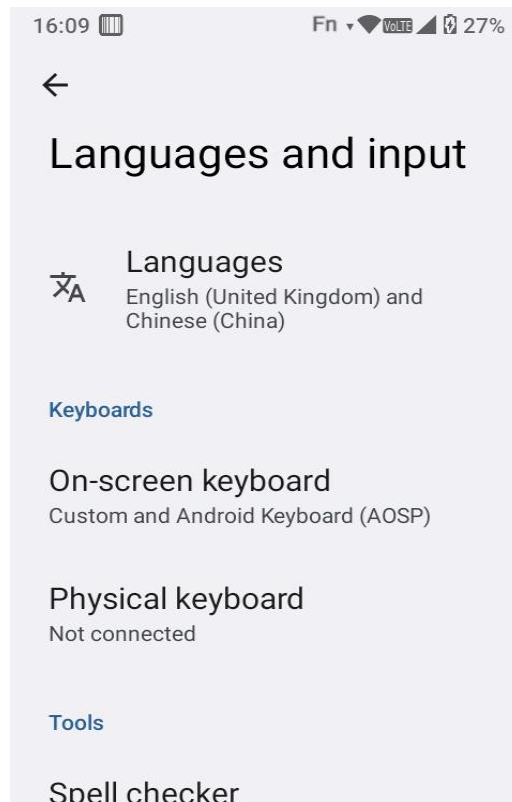 16:09 Fn VoLTE 27%
Languages and input
Languages
English (United Kingdom) and
Chinese (China)
Keyboards
On-screen keyboard
Custom and Android Keyboard (AOSP)
Physical keyboard
Not connected
Tools
Spell checker